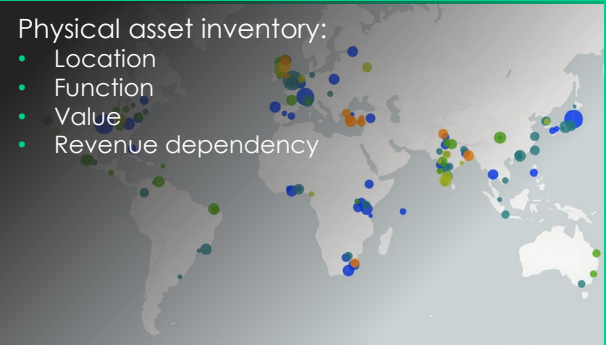 Physical asset inventory:
• Location
• Function
• Value
• Revenue dependency